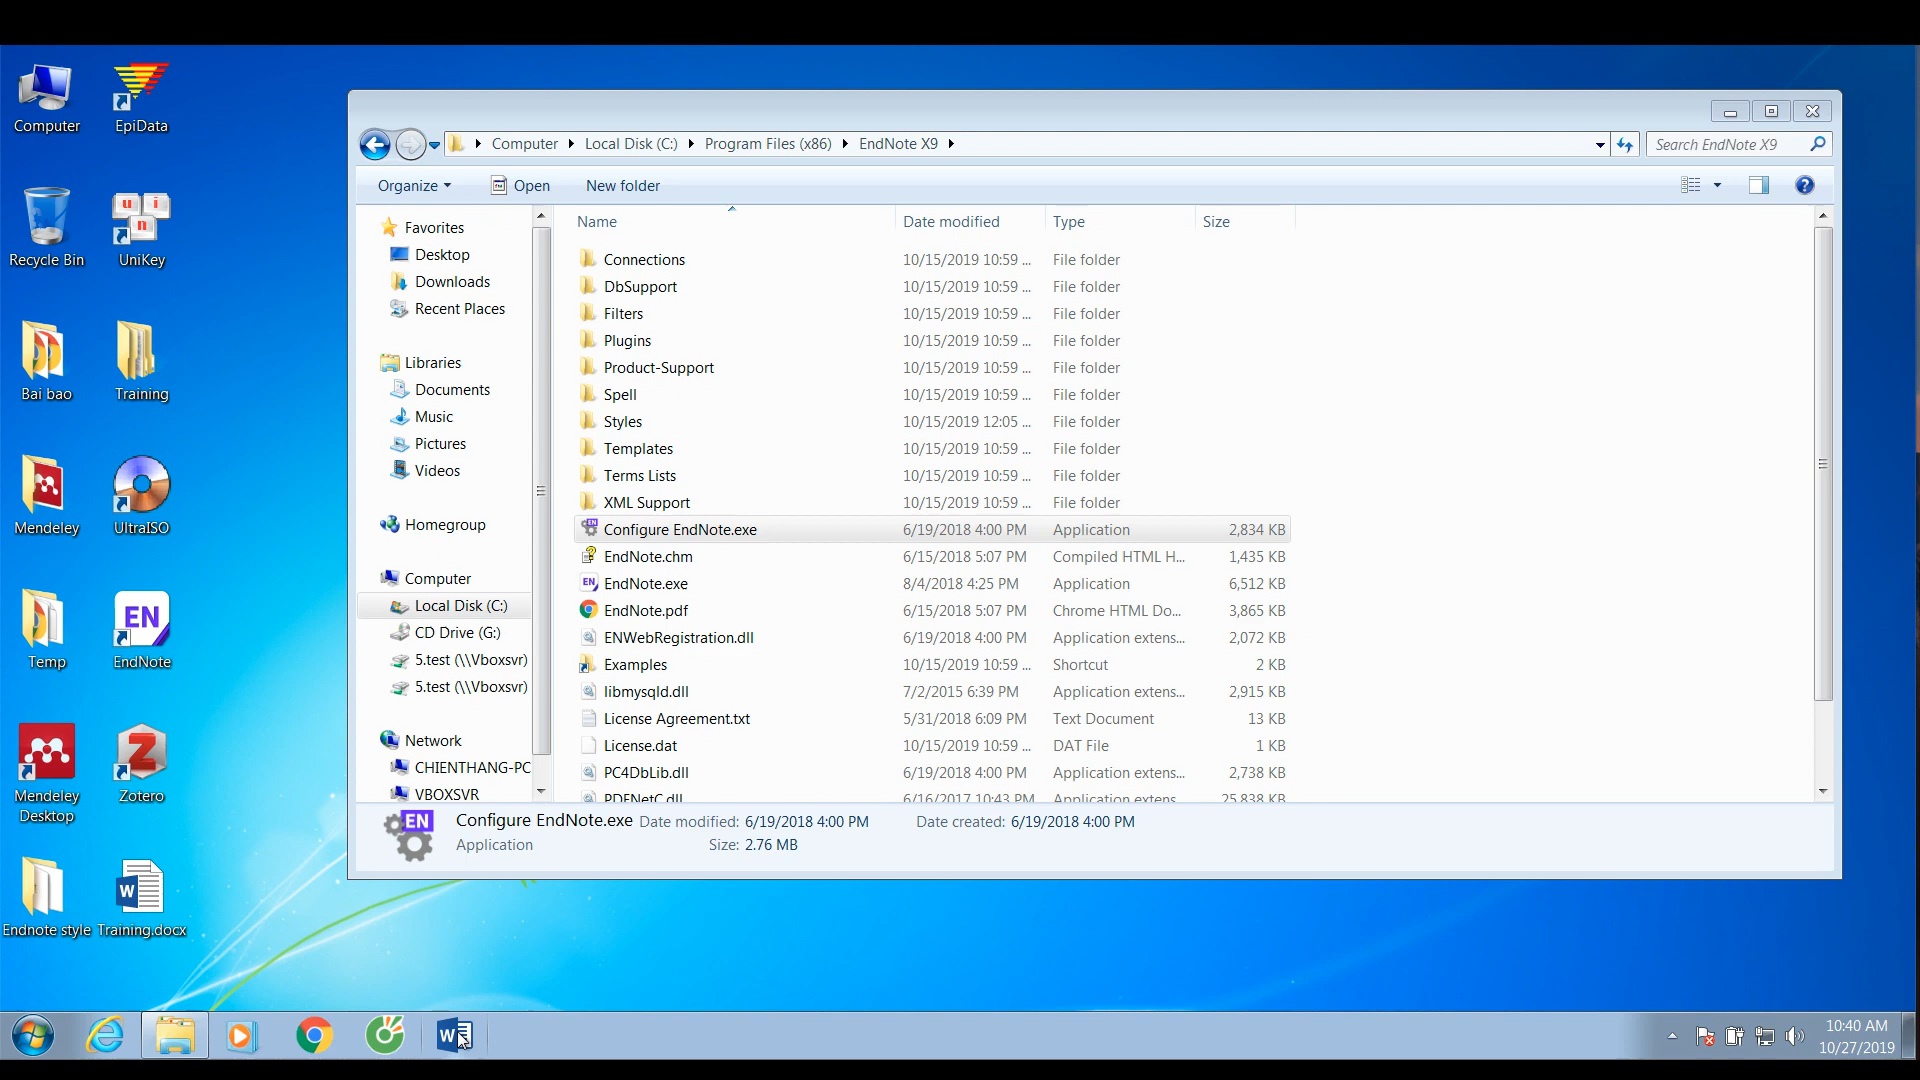 Computer
EpiData
Recycle Bin
UniKey
Bai bao
Training
Mendeley
UltraISO
Temp
EN
EndNote
Mendeley Desktop
Zotero
Endnote style
Training.docx
Computer Local Disk (C:) Program Files (x86) EndNote X9
Search EndNote X9
Organize Open New folder
Favorites
Desktop
Downloads
Recent Places
Libraries
Documents
Music
Pictures
Videos
Homegroup
Computer
Local Disk (C:)
CD Drive (G:)
5.test (\\Vboxsvr)
5.test (\\Vboxsvr)
Network
CHIENTHANG-PC
VBOXSVR
Name Date modified Type Size
Connections 10/15/2019 10:59 ... File folder
DbSupport 10/15/2019 10:59 ... File folder
Filters 10/15/2019 10:59 ... File folder
Plugins 10/15/2019 10:59 ... File folder
Product-Support 10/15/2019 10:59 ... File folder
Spell 10/15/2019 10:59 ... File folder
Styles 10/15/2019 12:05 ... File folder
Templates 10/15/2019 10:59 ... File folder
Terms Lists 10/15/2019 10:59 ... File folder
XML Support 10/15/2019 10:59 ... File folder
Configure EndNote.exe 6/19/2018 4:00 PM Application 2,834 KB
EndNote.chm 6/15/2018 5:07 PM Compiled HTML H... 1,435 KB
EndNote.exe 8/4/2018 4:25 PM Application 6,512 KB
EndNote.pdf 6/15/2018 5:07 PM Chrome HTML Do... 3,865 KB
ENWebRegistration.dll 6/19/2018 4:00 PM Application extens... 2,072 KB
Examples 10/15/2019 10:59 ... Shortcut 2 KB
libmysqld.dll 7/2/2015 6:39 PM Application extens... 2,915 KB
License Agreement.txt 5/31/2018 6:09 PM Text Document 13 KB
License.dat 10/15/2019 10:59 ... DAT File 1 KB
PC4DbLib.dll 6/19/2018 4:00 PM Application extens... 2,738 KB
PDFNetC.dll 6/16/2017 10:43 PM Application extens... 25,838 KB
EN
Configure EndNote.exe Date modified: 6/19/2018 4:00 PM Date created: 6/19/2018 4:00 PM
Application Size: 2.76 MB
10:40 AM
10/27/2019